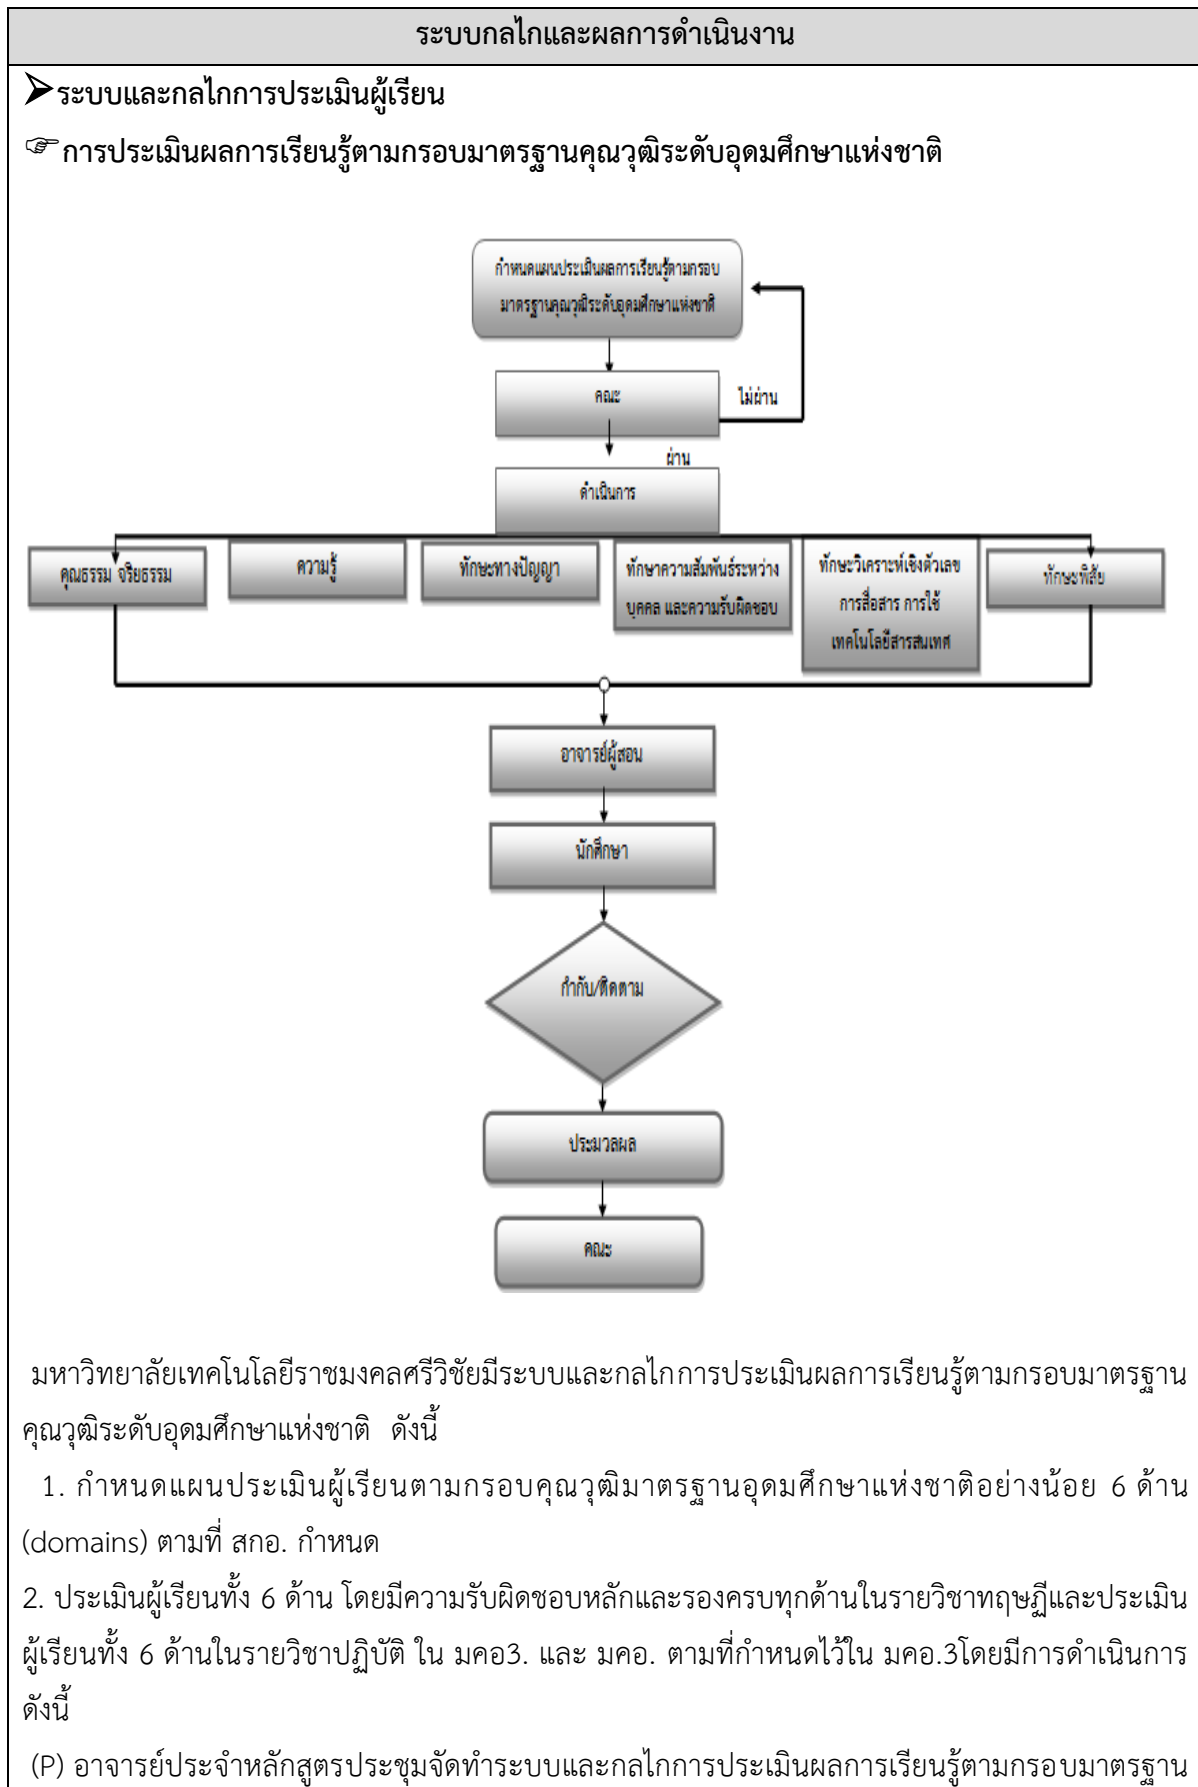 ระบบกลไกและผลการดำเนินงาน
➢ระบบและกลไกการประเมินผู้เรียน
☞การประเมินผลการเรียนรู้ตามกรอบมาตรฐานคุณวุฒิระดับอุดมศึกษาแห่งชาติ
กำหนดแผนประเมินผลการเรียนรู้ตามกรอบ
มาตรฐานคุณวุฒิระดับอุดมศึกษาแห่งชาติ
คณะ
ไม่ผ่าน
ผ่าน
ดำเนินการ
คุณธรรม จริยธรรม
ความรู้
ทักษะทางปัญญา
ทักษาความสัมพันธ์ระหว่าง
บุคคล และความรับผิดชอบ
ทักษะวิเคราะห์เชิงตัวเลข
การสื่อสาร การใช้
เทคโนโลยีสารสนเทศ
ทักษะพิสัย
อาจารย์ผู้สอน
นักศึกษา
กำกับ/ติดตาม
ประมวลผล
คณะ
มหาวิทยาลัยเทคโนโลยีราชมงคลศรีวิชัยมีระบบและกลไกการประเมินผลการเรียนรู้ตามกรอบมาตรฐาน
คุณวุฒิระดับอุดมศึกษาแห่งชาติ ดังนี้
1. กำหนดแผนประเมินผู้เรียนตามกรอบคุณวุฒิมาตรฐานอุดมศึกษาแห่งชาติอย่างน้อย 6 ด้าน
(domains) ตามที่ สกอ. กำหนด
2. ประเมินผู้เรียนทั้ง 6 ด้าน โดยมีความรับผิดชอบหลักและรองครบทุกด้านในรายวิชาทฤษฎีและประเมิน
ผู้เรียนทั้ง 6 ด้านในรายวิชาปฏิบัติ ใน มคอ3. และ มคอ. ตามที่กำหนดไว้ใน มคอ.3โดยมีการดำเนินการ
ดังนี้
(P) อาจารย์ประจำหลักสูตรประชุมจัดทำระบบและกลไกการประเมินผลการเรียนรู้ตามกรอบมาตรฐาน